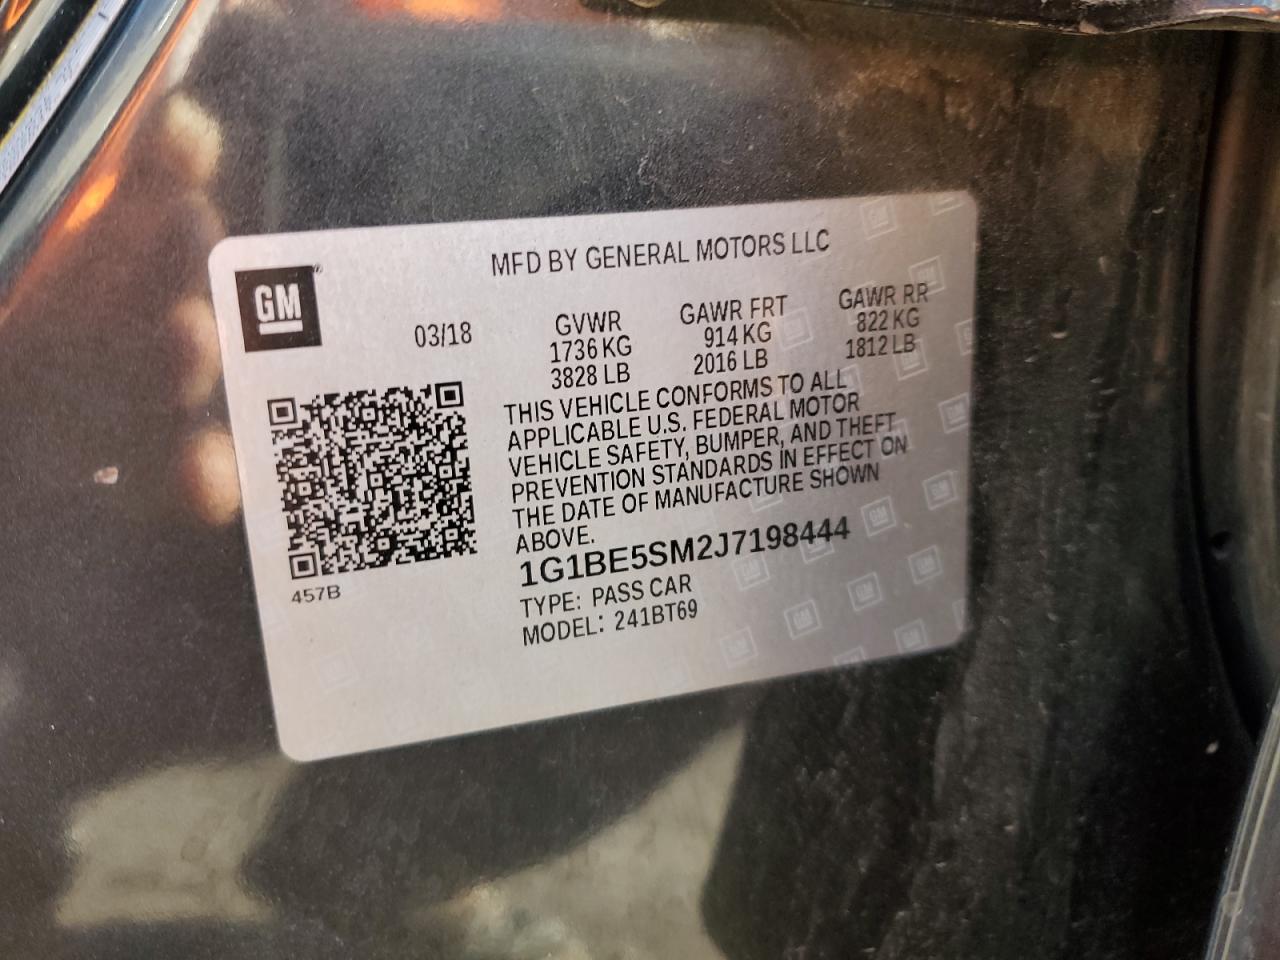 MFD BY GENERAL MOTORS LLC
GM
®
03/18
GVWR
1736 KG
3828 LB
GAWR FRT
914 KG
2016 LB
GAWR RR
822 KG
1812 LB
THIS VEHICLE CONFORMS TO ALL
APPLICABLE U.S. FEDERAL MOTOR
VEHICLE SAFETY, BUMPER, AND THEFT
PREVENTION STANDARDS IN EFFECT ON
THE DATE OF MANUFACTURE SHOWN
ABOVE.
1G1BE5SM2J7198444
TYPE: PASS CAR
MODEL: 241BT69
457B